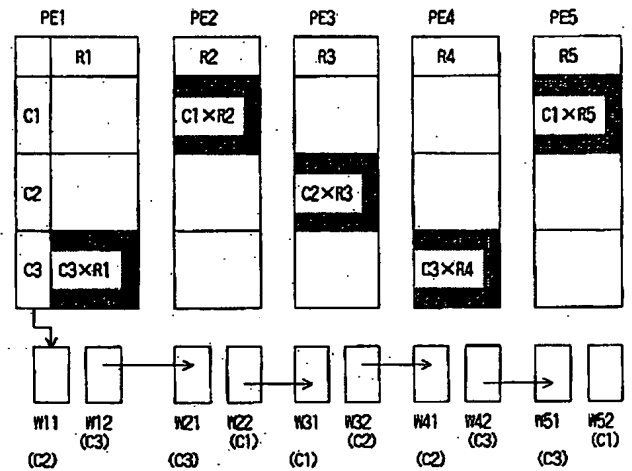 PE1 PE2 PE3 PE4 PE5
R1 R2 R3 R4 R5
C1 C1×R2 C1×R5
C2 C2×R3
C3 C3×R1 C3×R4
W11 W12 W21 W22 W31 W32 W41 W42 W51 W52
(C2) (C3) (C3) (C1) (C1) (C2) (C2) (C3) (C3) (C1)